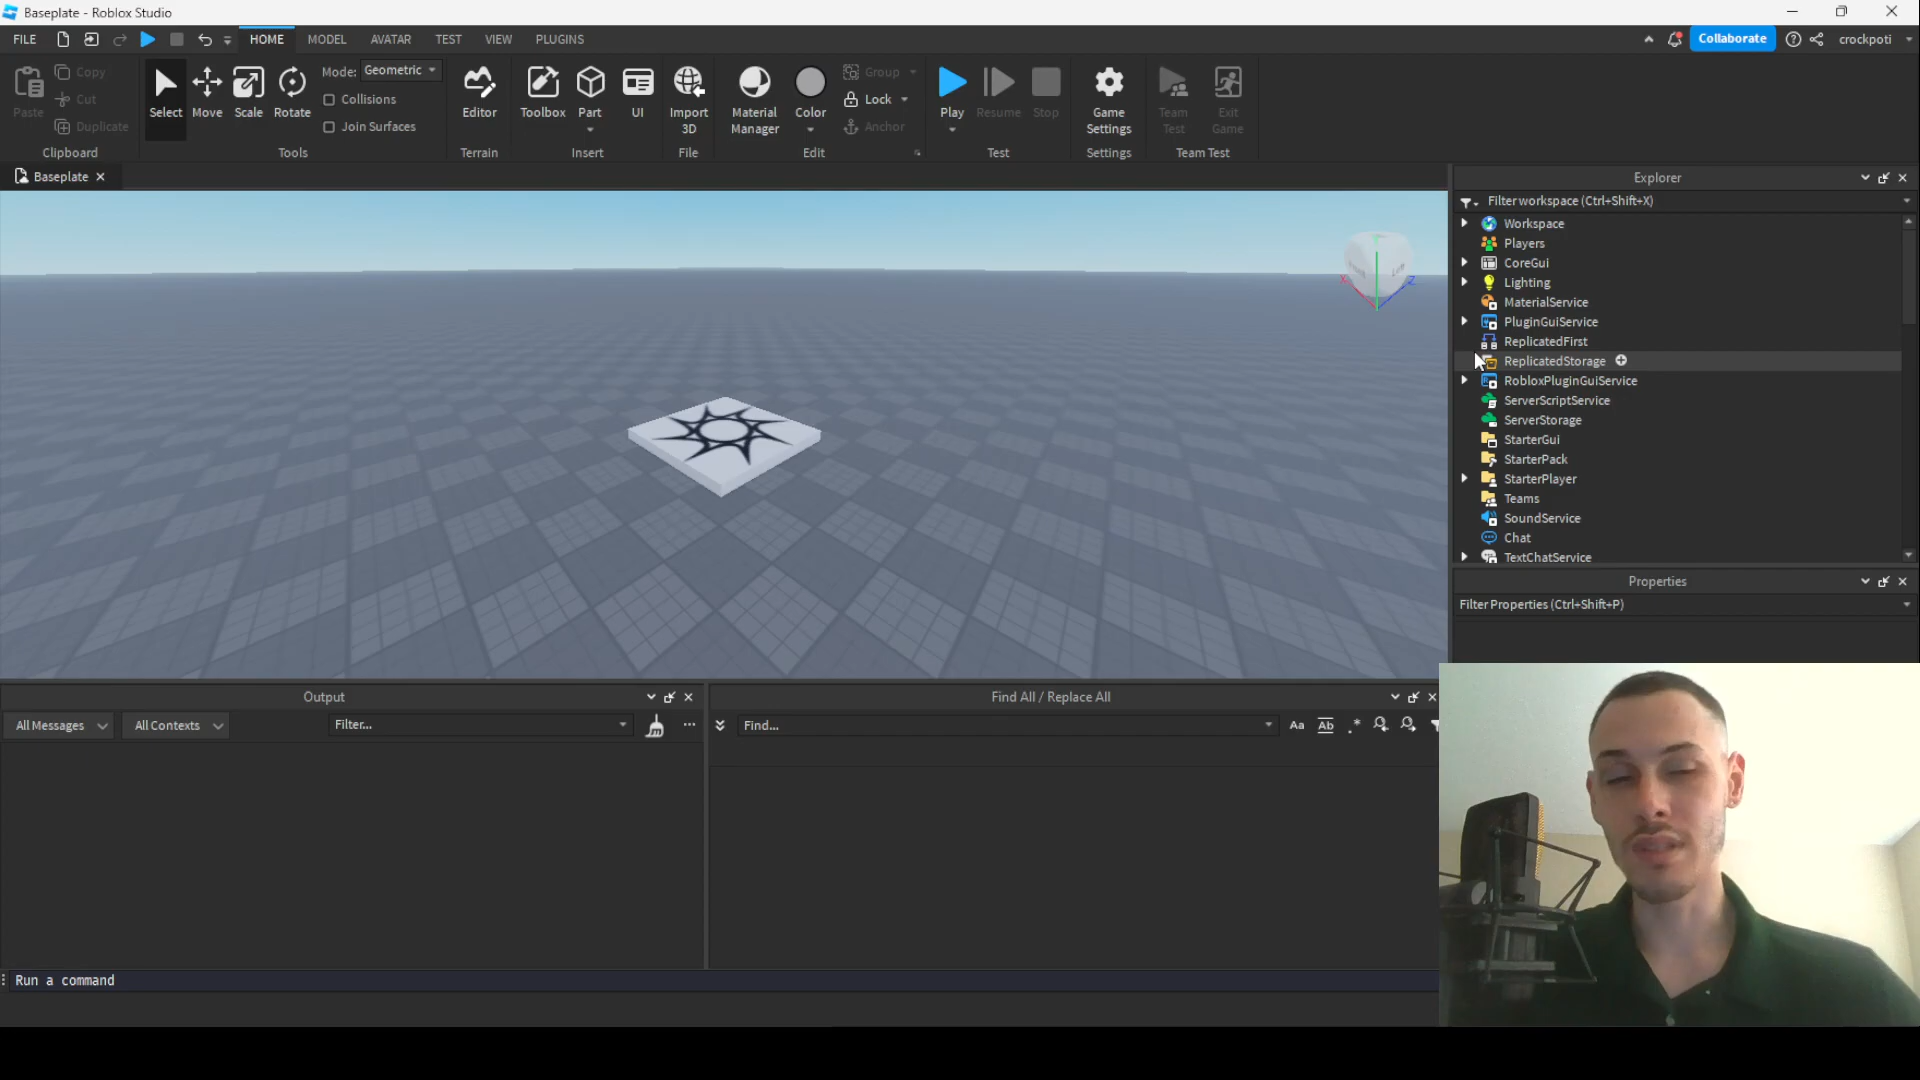 Baseplate - Roblox Studio
FILE HOME MODEL AVATAR TEST VIEW PLUGINS Collaborate crockpoti
Paste Copy Cut Duplicate
Clipboard
Select Move Scale Rotate
Mode: Geometric
Collisions
Join Surfaces
Tools
Editor
Terrain
Toolbox Part UI
Insert
Import 3D
File
Material Manager Color
Group
Lock
Anchor
Edit
Play Resume Stop
Test
Game Settings
Settings
Team Test Exit Game
Team Test
Baseplate
Explorer
Filter workspace (Ctrl+Shift+X)
Workspace
Players
CoreGui
Lighting
MaterialService
PluginGuiService
ReplicatedFirst
ReplicatedStorage
RobloxPluginGuiService
ServerScriptService
ServerStorage
StarterGui
StarterPack
StarterPlayer
Teams
SoundService
Chat
TextChatService
Properties
Filter Properties (Ctrl+Shift+P)
Output
All Messages All Contexts Filter...
Find All / Replace All
Find... Aa Ab .*
Run a command